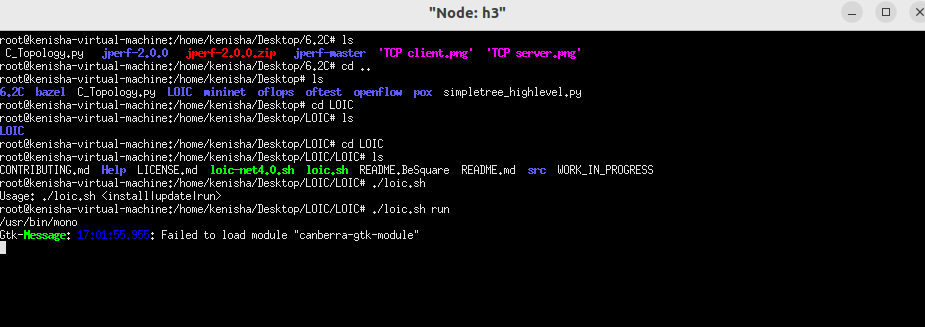 "Node: h3"
root@kenisha-virtual-machine:/home/kenisha/Desktop/6.2C# ls
C_Topology.py jperf-2.0.0 jperf-2.0.0.zip jperf-master 'TCP client.png' 'TCP server.png'
root@kenisha-virtual-machine:/home/kenisha/Desktop/6.2C# cd ..
root@kenisha-virtual-machine:/home/kenisha/Desktop# ls
6.2C bazel C_Topology.py LOIC mininet oflops oftest openflow pox simpletree_highlevel.py
root@kenisha-virtual-machine:/home/kenisha/Desktop# cd LOIC
root@kenisha-virtual-machine:/home/kenisha/Desktop/LOIC# ls
LOIC
root@kenisha-virtual-machine:/home/kenisha/Desktop/LOIC# cd LOIC
root@kenisha-virtual-machine:/home/kenisha/Desktop/LOIC/LOIC# ls
CONTRIBUTING.md Help LICENSE.md loic-net4.0.sh loic.sh README.BeSquare README.md src WORK_IN_PROGRESS
root@kenisha-virtual-machine:/home/kenisha/Desktop/LOIC/LOIC# ./loic.sh
Usage: ./loic.sh <install|update|run>
root@kenisha-virtual-machine:/home/kenisha/Desktop/LOIC/LOIC# ./loic.sh run
/usr/bin/mono
Gtk-Message: 17:01:55.955: Failed to load module "canberra-gtk-module"